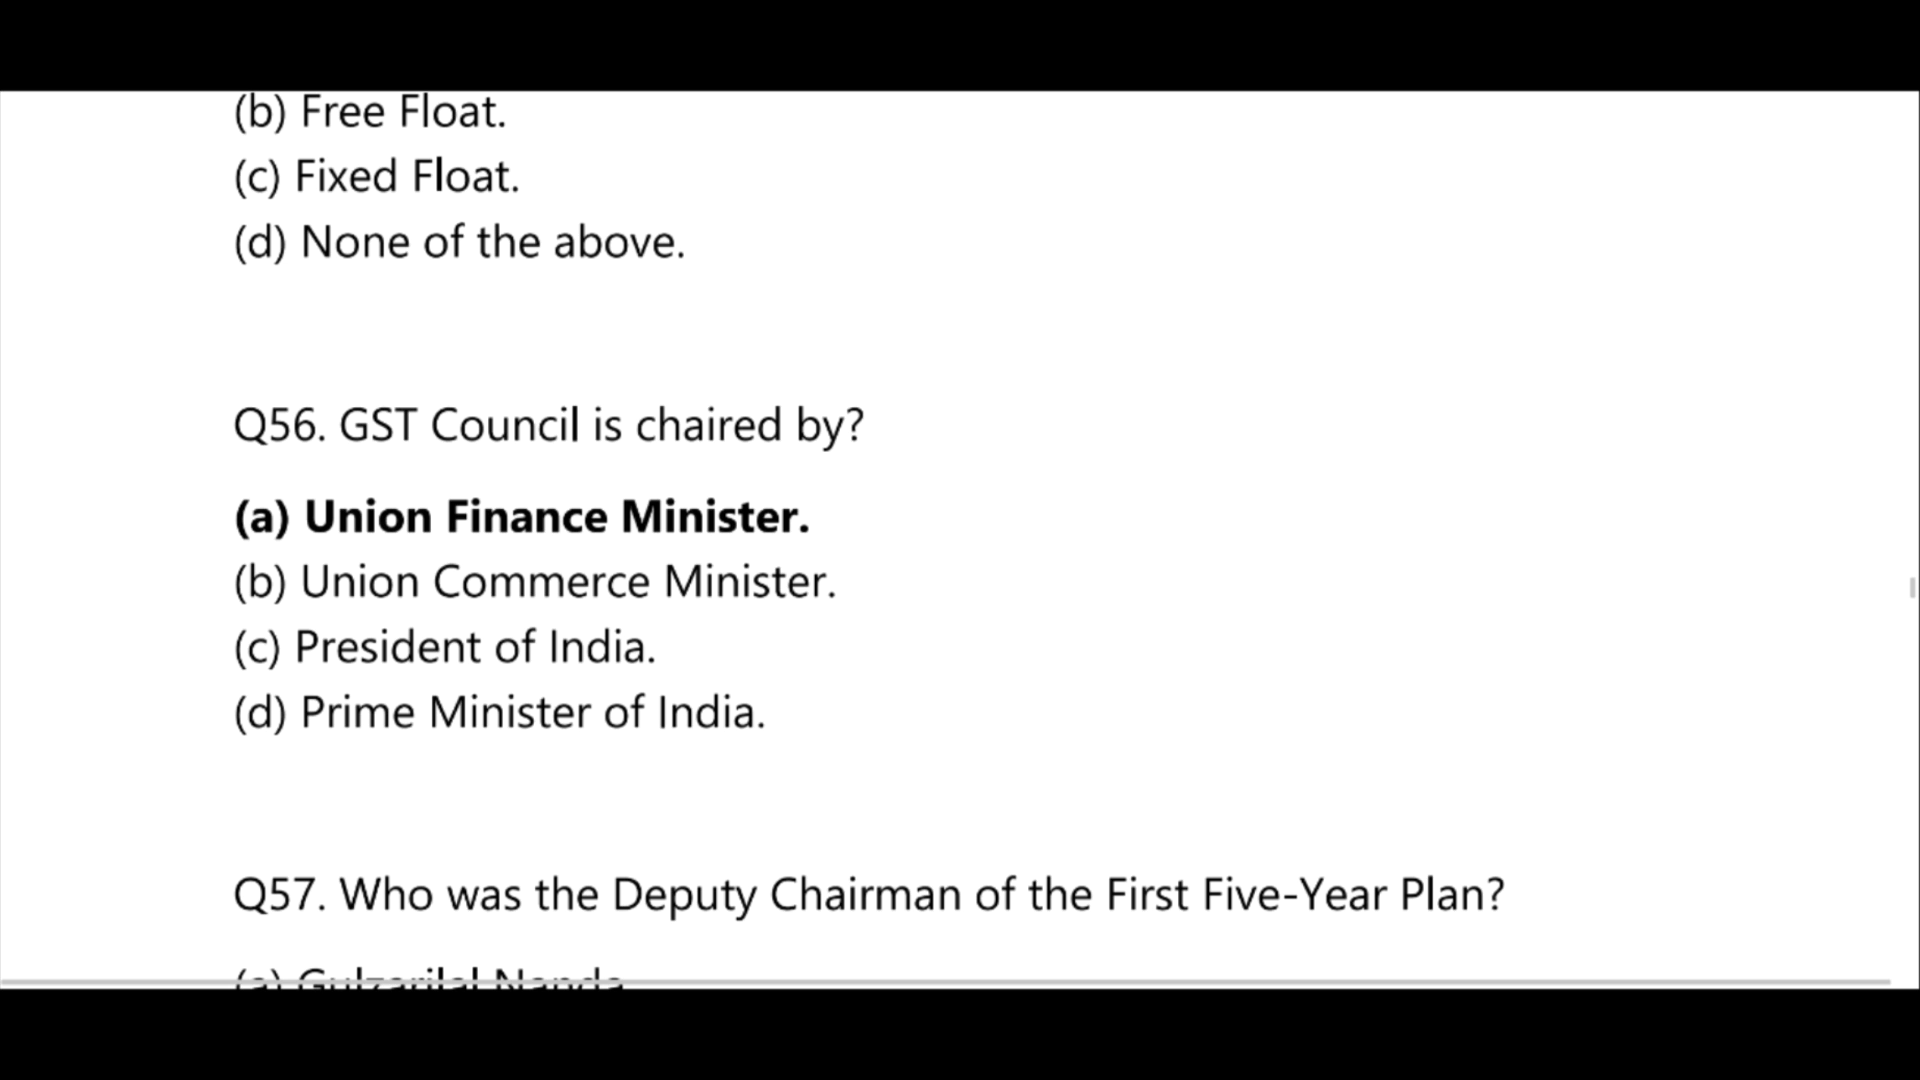 (b) Free Float.
(c) Fixed Float.
(d) None of the above.
Q56. GST Council is chaired by?
(a) Union Finance Minister.
(b) Union Commerce Minister.
(c) President of India.
(d) Prime Minister of India.
Q57. Who was the Deputy Chairman of the First Five-Year Plan?
(a) Gulzarilal Nanda